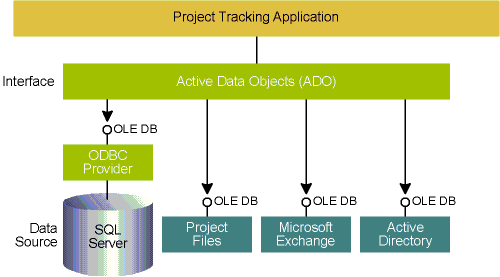 Project Tracking Application
Interface
Active Data Objects (ADO)
OLE DB
ODBC
Provider
OLE DB
OLE DB
OLE DB
Data
Source
SQL
Server
Project
Files
Microsoft
Exchange
Active
Directory